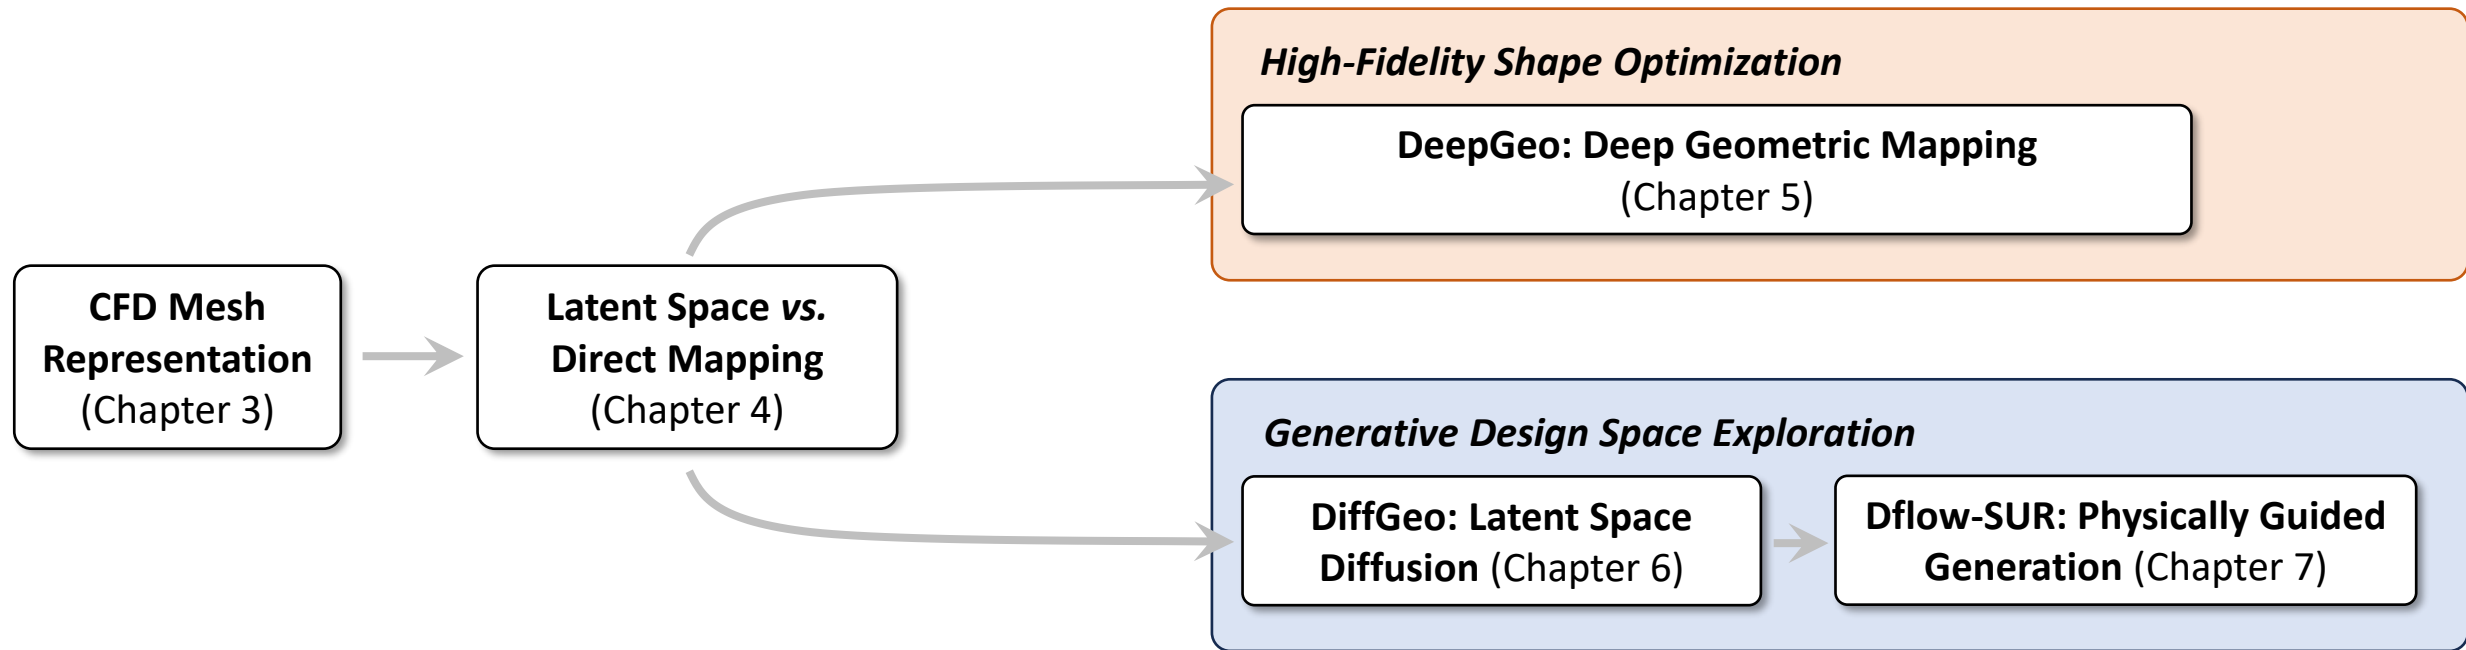 High-Fidelity Shape Optimization
DeepGeo: Deep Geometric Mapping
(Chapter 5)
CFD Mesh
Representation
(Chapter 3)
Latent Space vs.
Direct Mapping
(Chapter 4)
Generative Design Space Exploration
DiffGeo: Latent Space
Diffusion (Chapter 6)
Dflow-SUR: Physically Guided
Generation (Chapter 7)